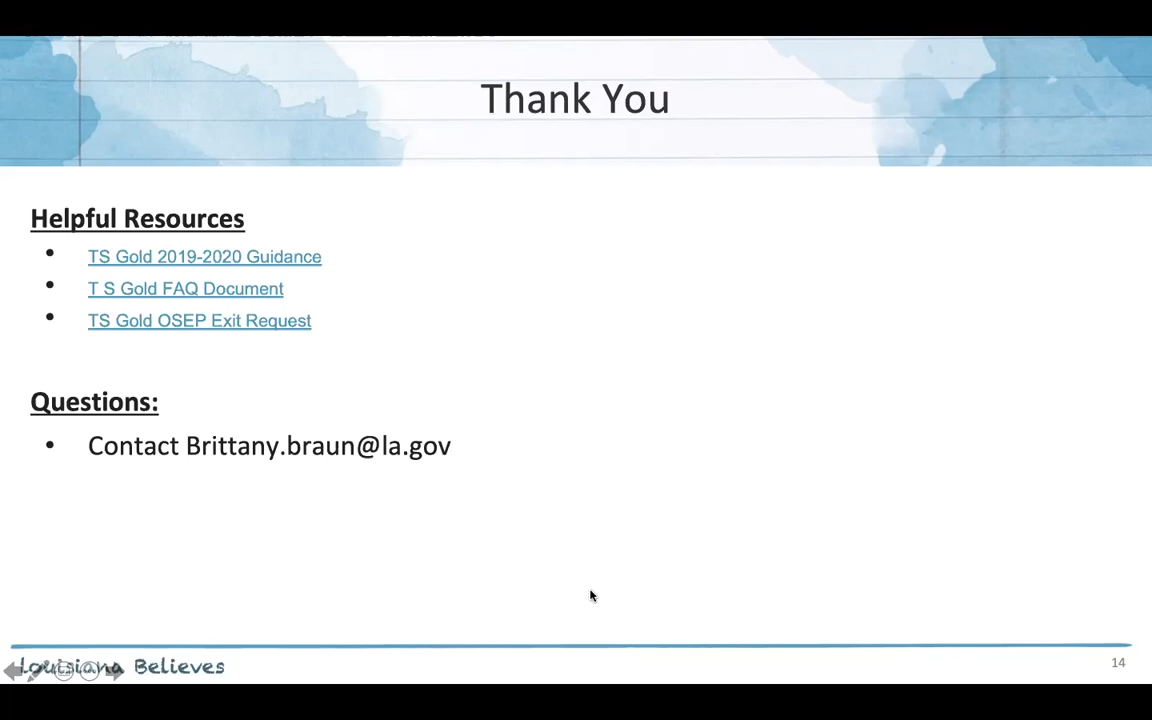 Thank You
Helpful Resources
• TS Gold 2019-2020 Guidance
• T S Gold FAQ Document
• TS Gold OSEP Exit Request
Questions:
• Contact Brittany.braun@la.gov
Louisiana Believes
14